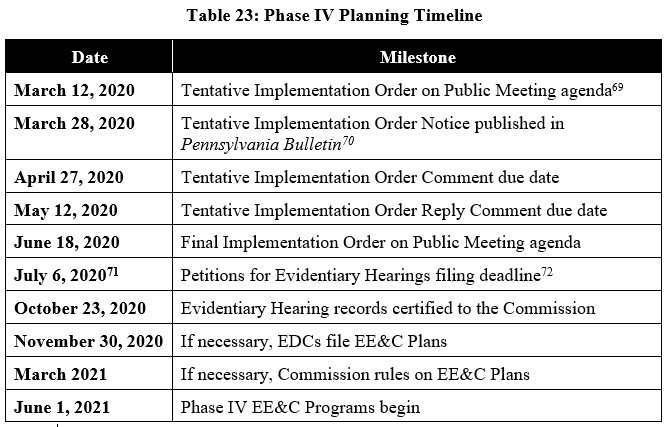 Table 23: Phase IV Planning Timeline
Date Milestone
March 12, 2020 Tentative Implementation Order on Public Meeting agenda69
March 28, 2020 Tentative Implementation Order Notice published in
Pennsylvania Bulletin70
April 27, 2020 Tentative Implementation Order Comment due date
May 12, 2020 Tentative Implementation Order Reply Comment due date
June 18, 2020 Final Implementation Order on Public Meeting agenda
July 6, 202071 Petitions for Evidentiary Hearings filing deadline72
October 23, 2020 Evidentiary Hearing records certified to the Commission
November 30, 2020 If necessary, EDCs file EE&C Plans
March 2021 If necessary, Commission rules on EE&C Plans
June 1, 2021 Phase IV EE&C Programs begin